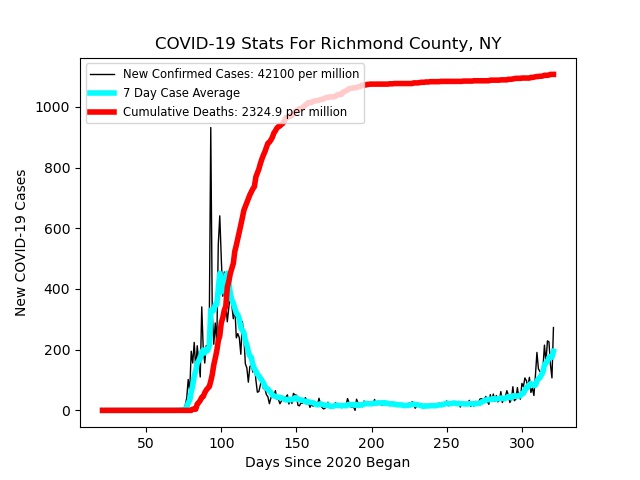 COVID-19 Stats For Richmond County, NY
New Confirmed Cases: 42100 per million
7 Day Case Average
Cumulative Deaths: 2324.9 per million
New COVID-19 Cases
1000
800
600
400
200
0
50 100 150 200 250 300
Days Since 2020 Began